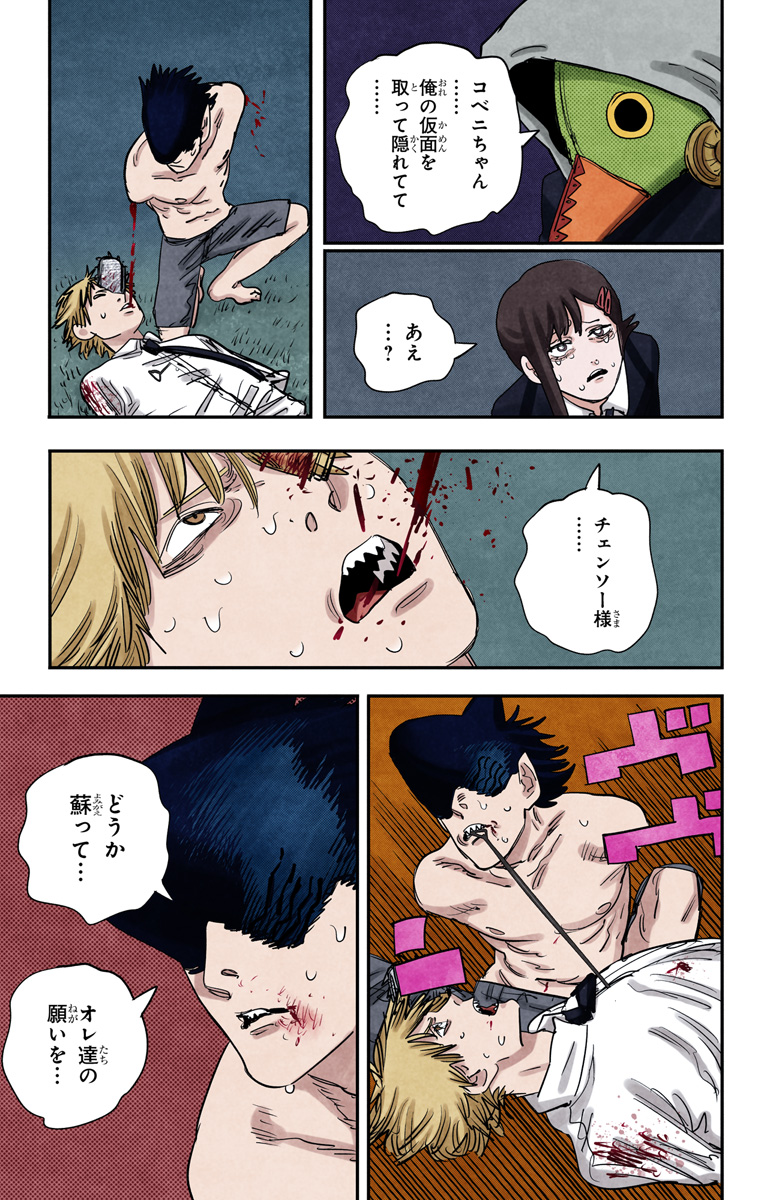 コベニちゃん
……
俺の仮面を
取って隠れてて
……
あえ
…?
チェンソー様
……
ヴヴン
どうか
蘇って…
オレ達の
願いを…